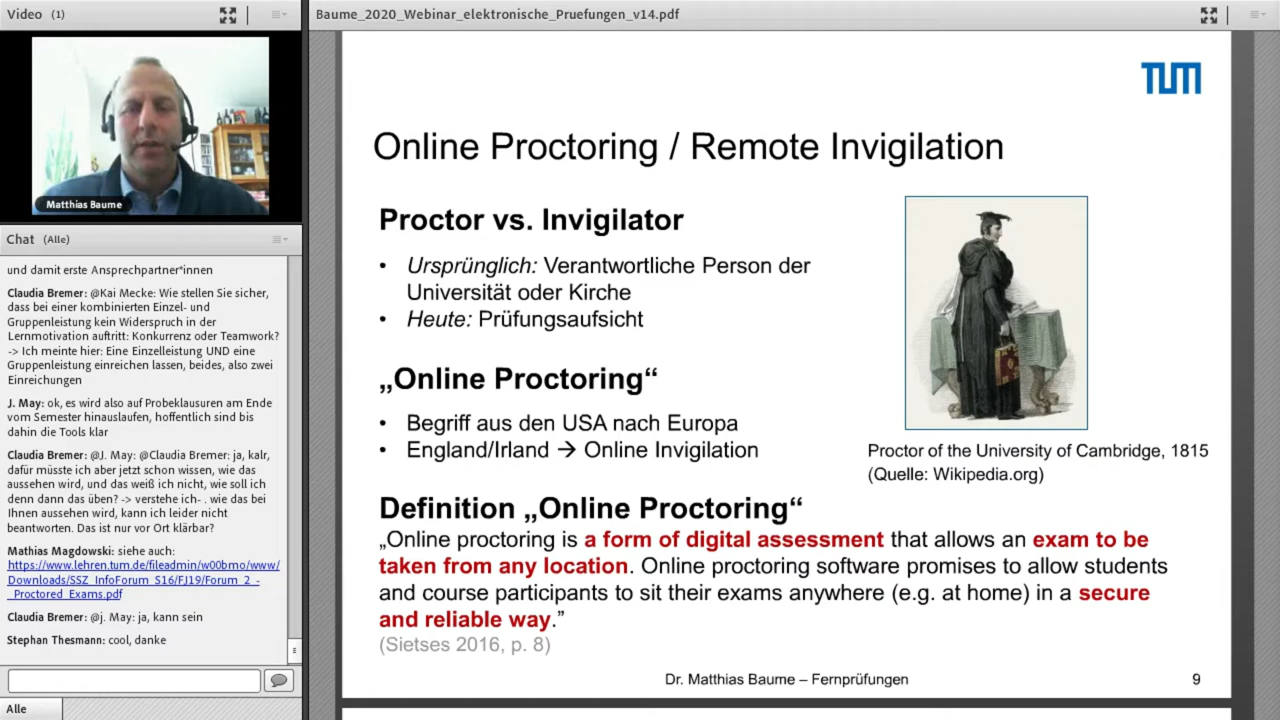 Video (1)
Matthias Baume
Chat (Alle)
und damit erste Ansprechpartner*innen
Claudia Bremer: @Kai Mecke: Wie stellen Sie sicher,
dass bei einer kombinierten Einzel- und
Gruppenleistung kein Widerspruch in der
Lernmotivation auftritt: Konkurrenz oder Teamwork?
-> Ich meinte hier: Eine Einzelleistung UND eine
Gruppenleistung einreichen lassen, beides, also zwei
Einreichungen
J. May: ok, es wird also auf Probeklausuren am Ende
vom Semester hinauslaufen, hoffentlich sind bis
dahin die Tools klar
Claudia Bremer: @J. May: @Claudia Bremer: ja, kalr,
dafür müsste ich aber jetzt schon wissen, wie das
aussehen wird, und das weiß ich nicht, wie soll ich
denn dann das üben? -> verstehe ich- . wie das bei
Ihnen aussehen wird, kann ich leider nicht
beantworten. Das ist nur vor Ort klärbar?
Mathias Magdowski: siehe auch:
https://www.lehren.tum.de/fileadmin/w00bmo/www/
Downloads/SSZ_InfoForum_S16/FJ19/Forum_2_-
_Proctored_Exams.pdf
Claudia Bremer: @j. May: ja, kann sein
Stephan Thesmann: cool, danke
Alle
Baume_2020_Webinar_elektronische_Pruefungen_v14.pdf
TUM
Online Proctoring / Remote Invigilation
Proctor vs. Invigilator
• Ursprünglich: Verantwortliche Person der
Universität oder Kirche
• Heute: Prüfungsaufsicht
„Online Proctoring“
• Begriff aus den USA nach Europa
• England/Irland → Online Invigilation
Proctor of the University of Cambridge, 1815
(Quelle: Wikipedia.org)
Definition „Online Proctoring“
„Online proctoring is a form of digital assessment that allows an exam to be
taken from any location. Online proctoring software promises to allow students
and course participants to sit their exams anywhere (e.g. at home) in a secure
and reliable way.”
(Sietses 2016, p. 8)
Dr. Matthias Baume – Fernprüfungen
9